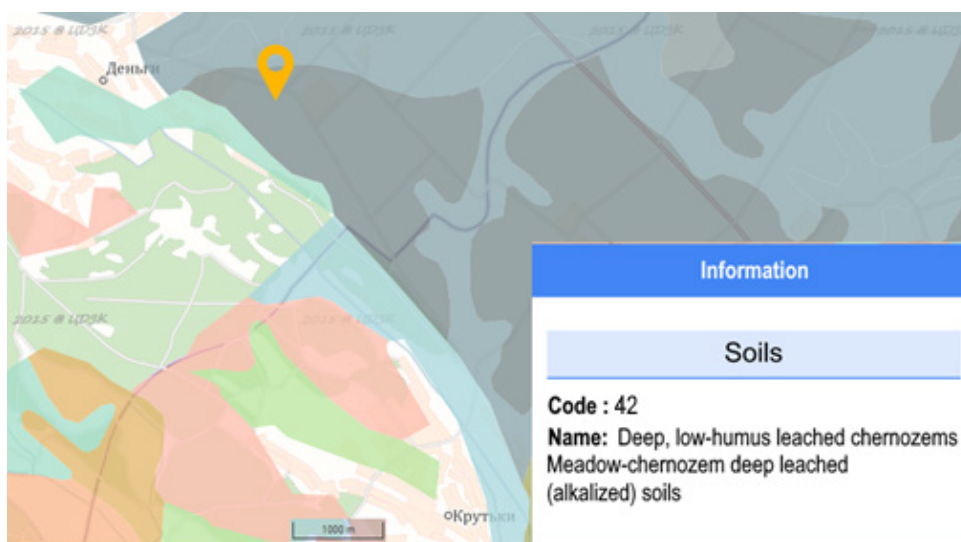 2015 © ЦДЗК
2015 © ЦДЗК
2015 © ЦДЗК
Деньги
Information
2015 © ЦДЗК
2015 © ЦДЗК
Soils
Code : 42
Name: Deep, low-humus leached chernozems
Meadow-chernozem deep leached
(alkalized) soils
Крутьки
1000 m